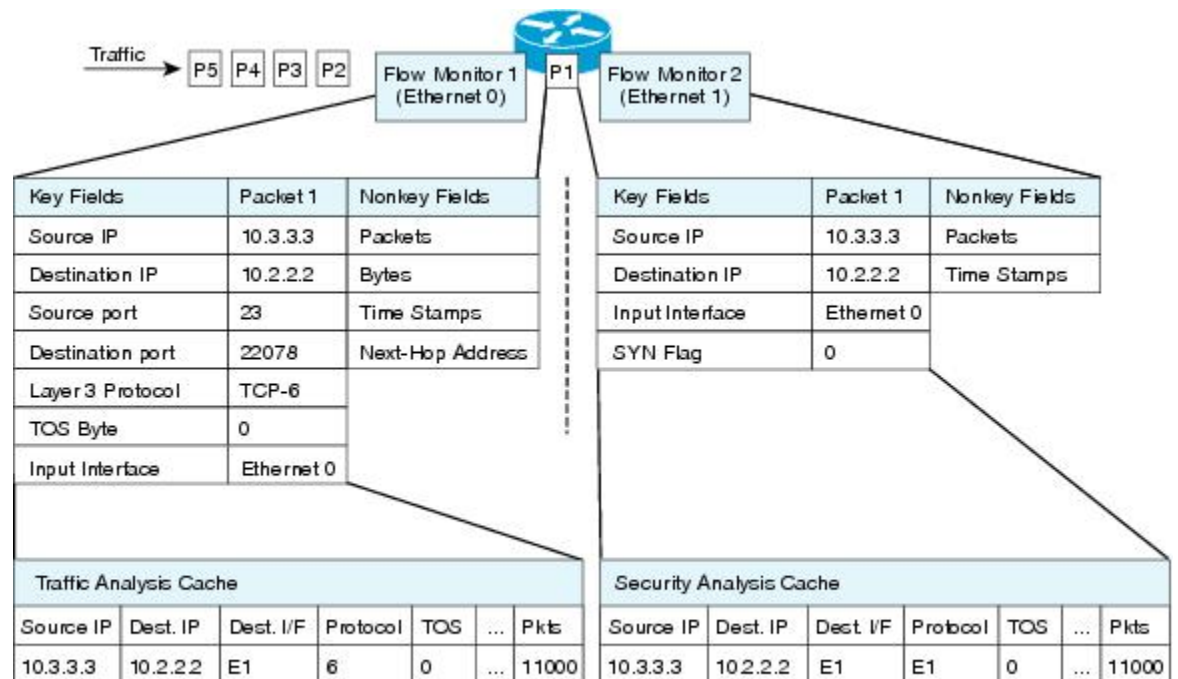 Traffic
P5 P4 P3 P2
Flow Monitor 1
(Ethernet 0)
P1
Flow Monitor 2
(Ethernet 1)
Key Fields Packet 1 Nonkey Fields
Source IP 10.3.3.3 Packets
Destination IP 10.2.2.2 Bytes
Source port 23 Time Stamps
Destination port 22078 Next-Hop Address
Layer 3 Protocol TCP-6
TOS Byte 0
Input Interface Ethernet 0
Key Fields Packet 1 Nonkey Fields
Source IP 10.3.3.3 Packets
Destination IP 10.2.2.2 Time Stamps
Input Interface Ethernet 0
SYN Flag 0
Traffic Analysis Cache
Source IP Dest. IP Dest. I/F Protocol TOS ... Pkts
10.3.3.3 10.2.2.2 E1 6 0 ... 11000
Security Analysis Cache
Source IP Dest. IP Dest. I/F Protocol TOS ... Pkts
10.3.3.3 10.2.2.2 E1 E1 0 ... 11000